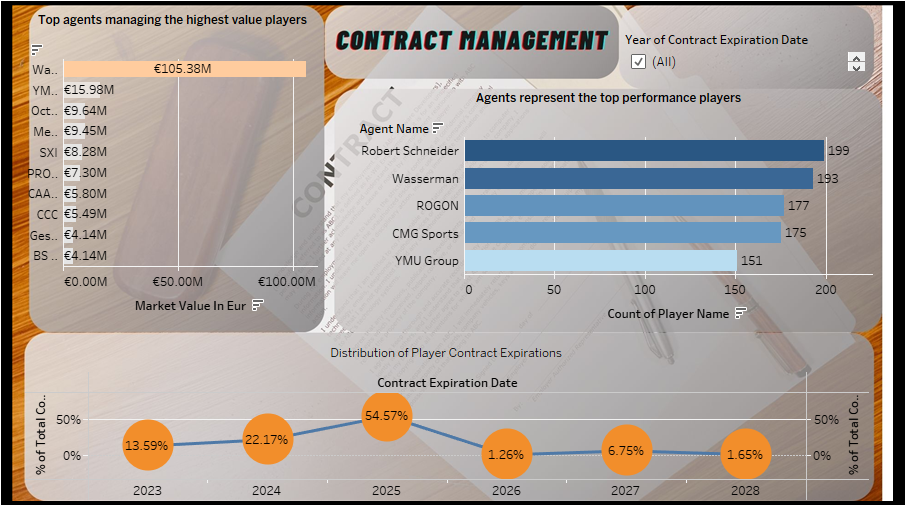 Top agents managing the highest value players
Wa.. €105.38M
YM.. €15.98M
Oct.. €9.64M
Me.. €9.45M
SXI €8.28M
PRO.. €7.30M
CAA.. €5.80M
CCC €5.49M
Ges.. €4.14M
BS .. €4.14M
€0.00M €50.00M €100.00M
Market Value In Eur
CONTRACT MANAGEMENT
Year of Contract Expiration Date
(All)
CONTRACT
Agents represent the top performance players
Agent Name
Robert Schneider 199
Wasserman 193
ROGON 177
CMG Sports 175
YMU Group 151
0 50 100 150 200
Count of Player Name
Distribution of Player Contract Expirations
Contract Expiration Date
% of Total Co..
50%
0%
13.59% 22.17% 54.57% 1.26% 6.75% 1.65%
50%
0%
% of Total Co..
2023 2024 2025 2026 2027 2028